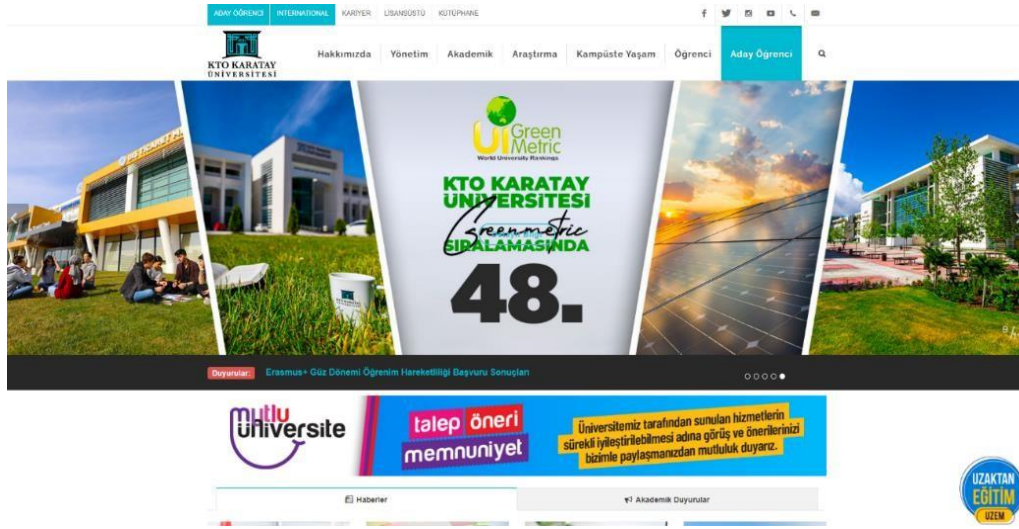 ADAY ÖĞRENCİ INTERNATIONAL KARİYER LİSANSÜSTÜ KÜTÜPHANE
KTO KARATAY
ÜNİVERSİTESİ
Hakkımızda Yönetim Akademik Araştırma Kampüste Yaşam Öğrenci Aday Öğrenci
UI Green
Metric
World University Rankings
KTO KARATAY
ÜNİVERSİTESİ
Greenmetric
SIRALAMASINDA
48.
Duyurular: Erasmus+ Güz Dönemi Öğrenim Hareketliliği Başvuru Sonuçları
mutlu
üniversite
talep öneri
memnuniyet
Üniversitemiz tarafından sunulan hizmetlerin
sürekli iyileştirilebilmesi adına görüş ve önerilerinizi
bizimle paylaşmanızdan mutluluk duyarız.
UZAKTAN
EĞİTİM
UZEM
Haberler Akademik Duyurular